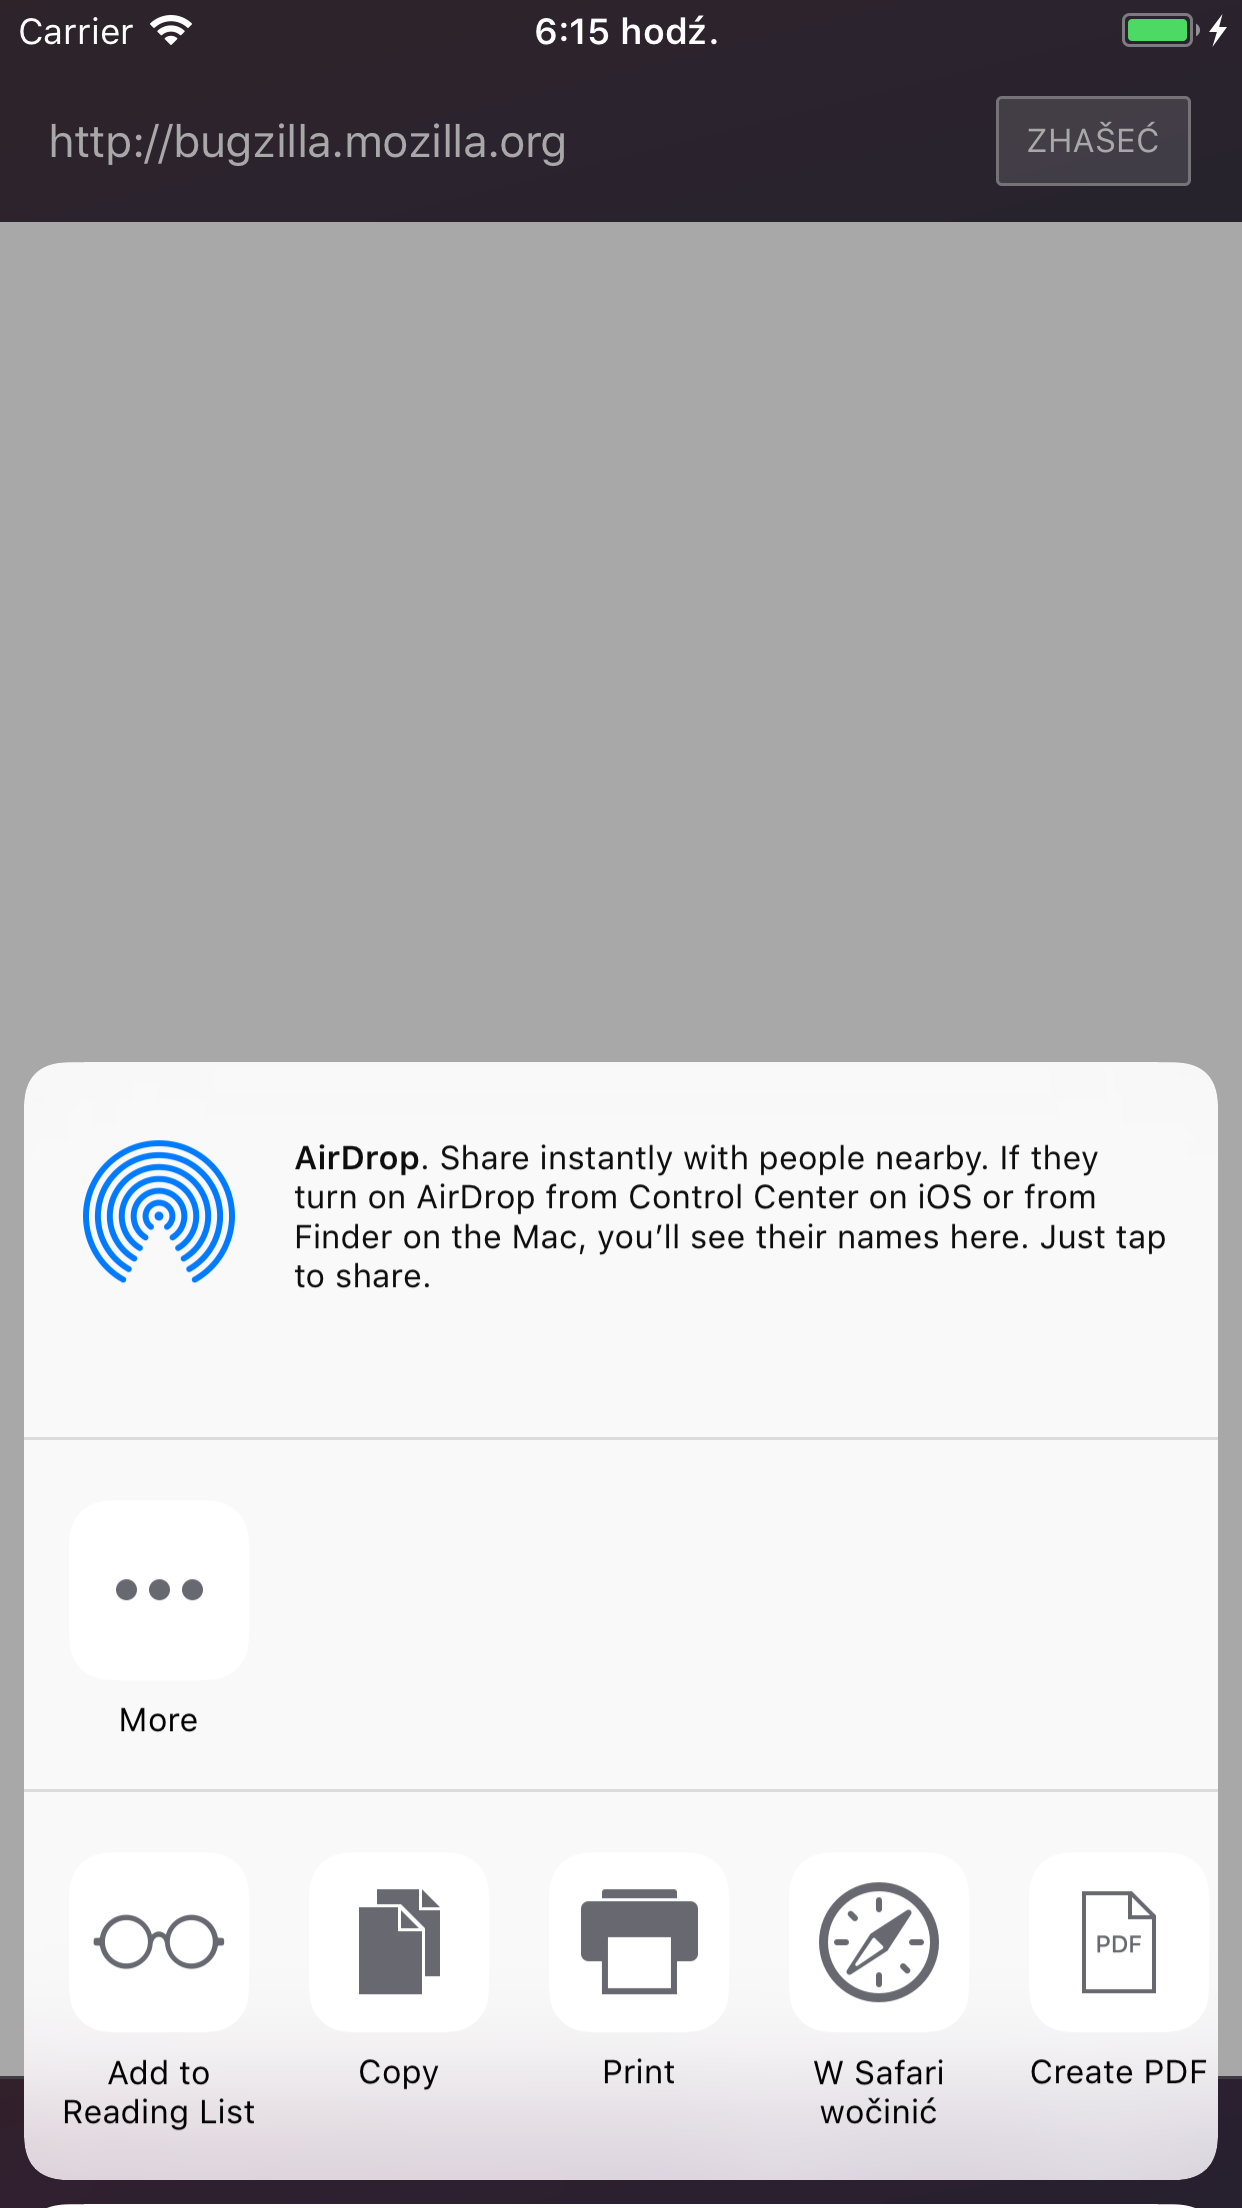 Carrier 6:15 hodź.
http://bugzilla.mozilla.org ZHAŠEĆ
AirDrop. Share instantly with people nearby. If they
turn on AirDrop from Control Center on iOS or from
Finder on the Mac, you’ll see their names here. Just tap
to share.
More
Add to
Reading List
Copy
Print
W Safari
wočinić
PDF
Create PDF